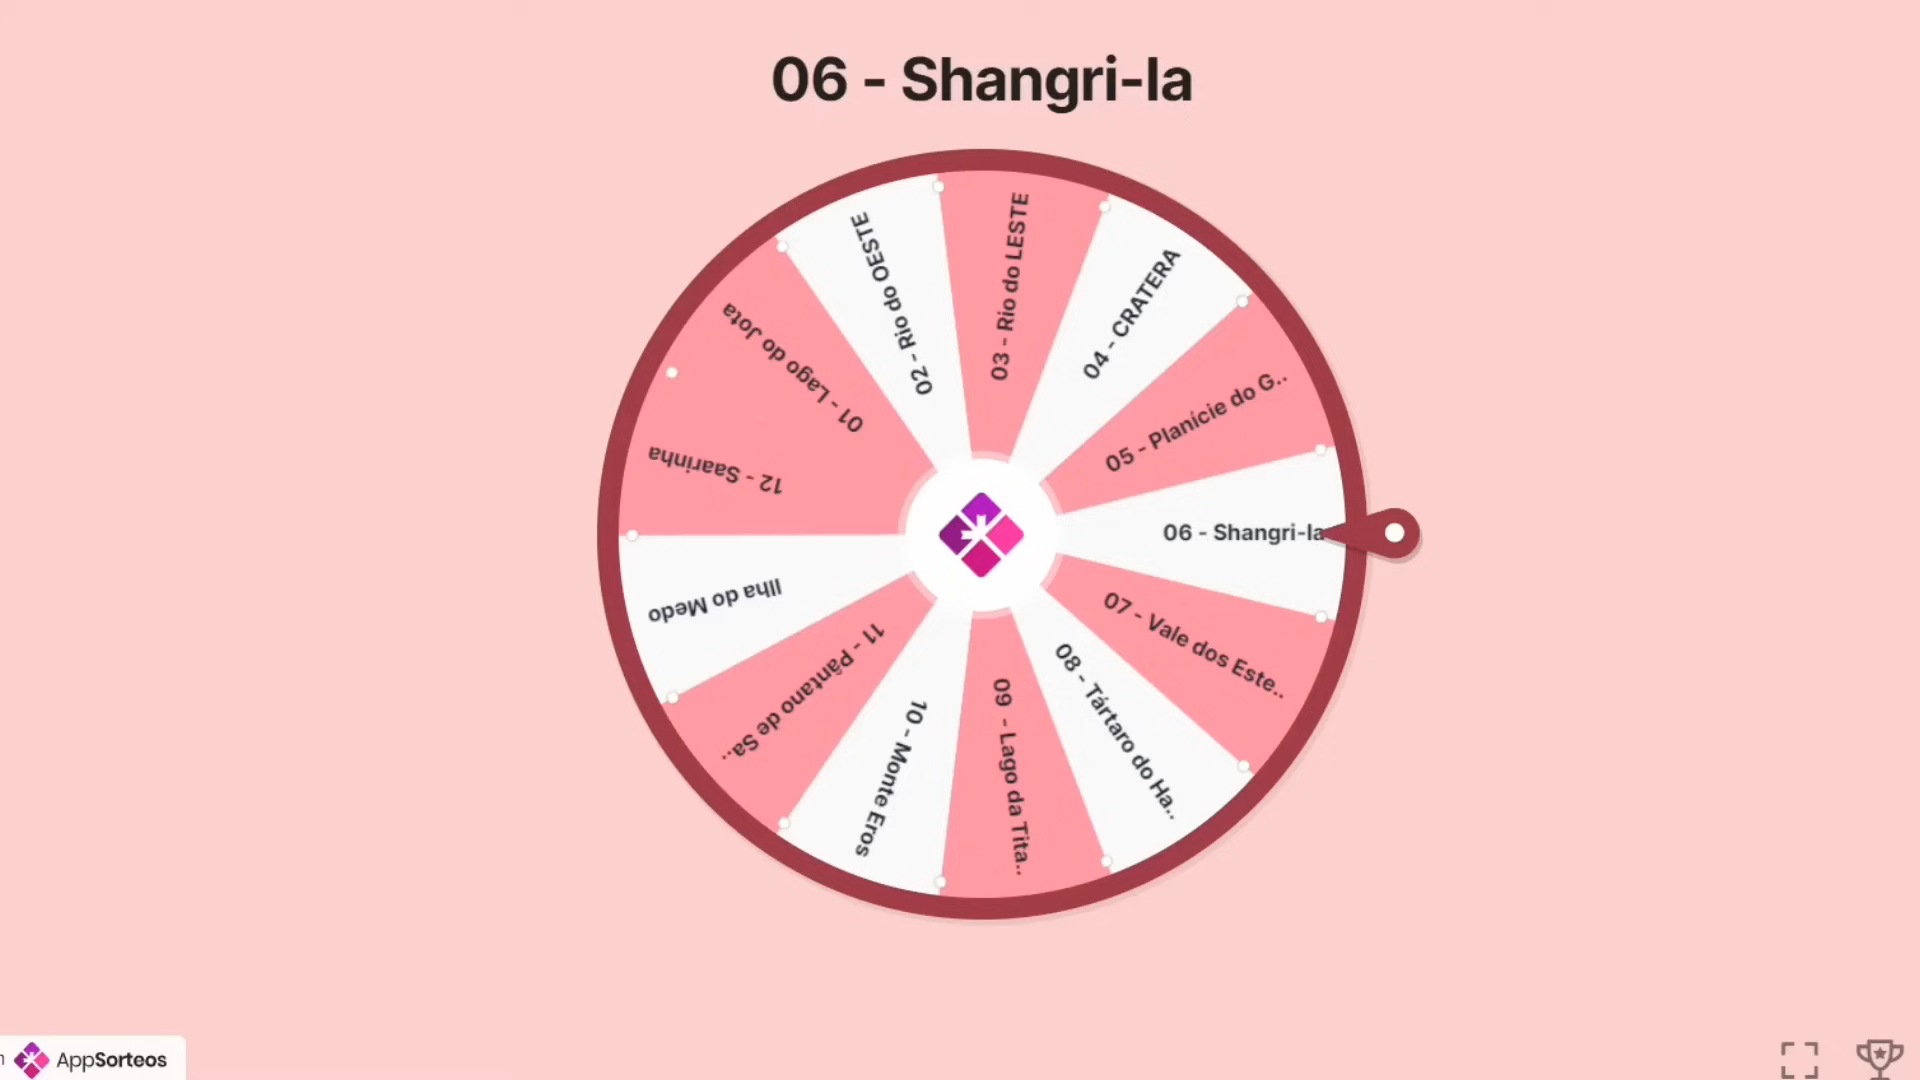 06 - Shangri-la
01 - Lago do Jota
02 - Rio do OESTE
03 - Rio do LESTE
04 - CRATERA
05 - Planície do G..
06 - Shangri-la
07 - Vale dos Este..
08 - Tártaro do Ha..
09 - Lago da Tita..
10 - Monte Eros
11 - Pântano de Sa..
Ilha do Medo
12 - Saarinha
AppSorteos